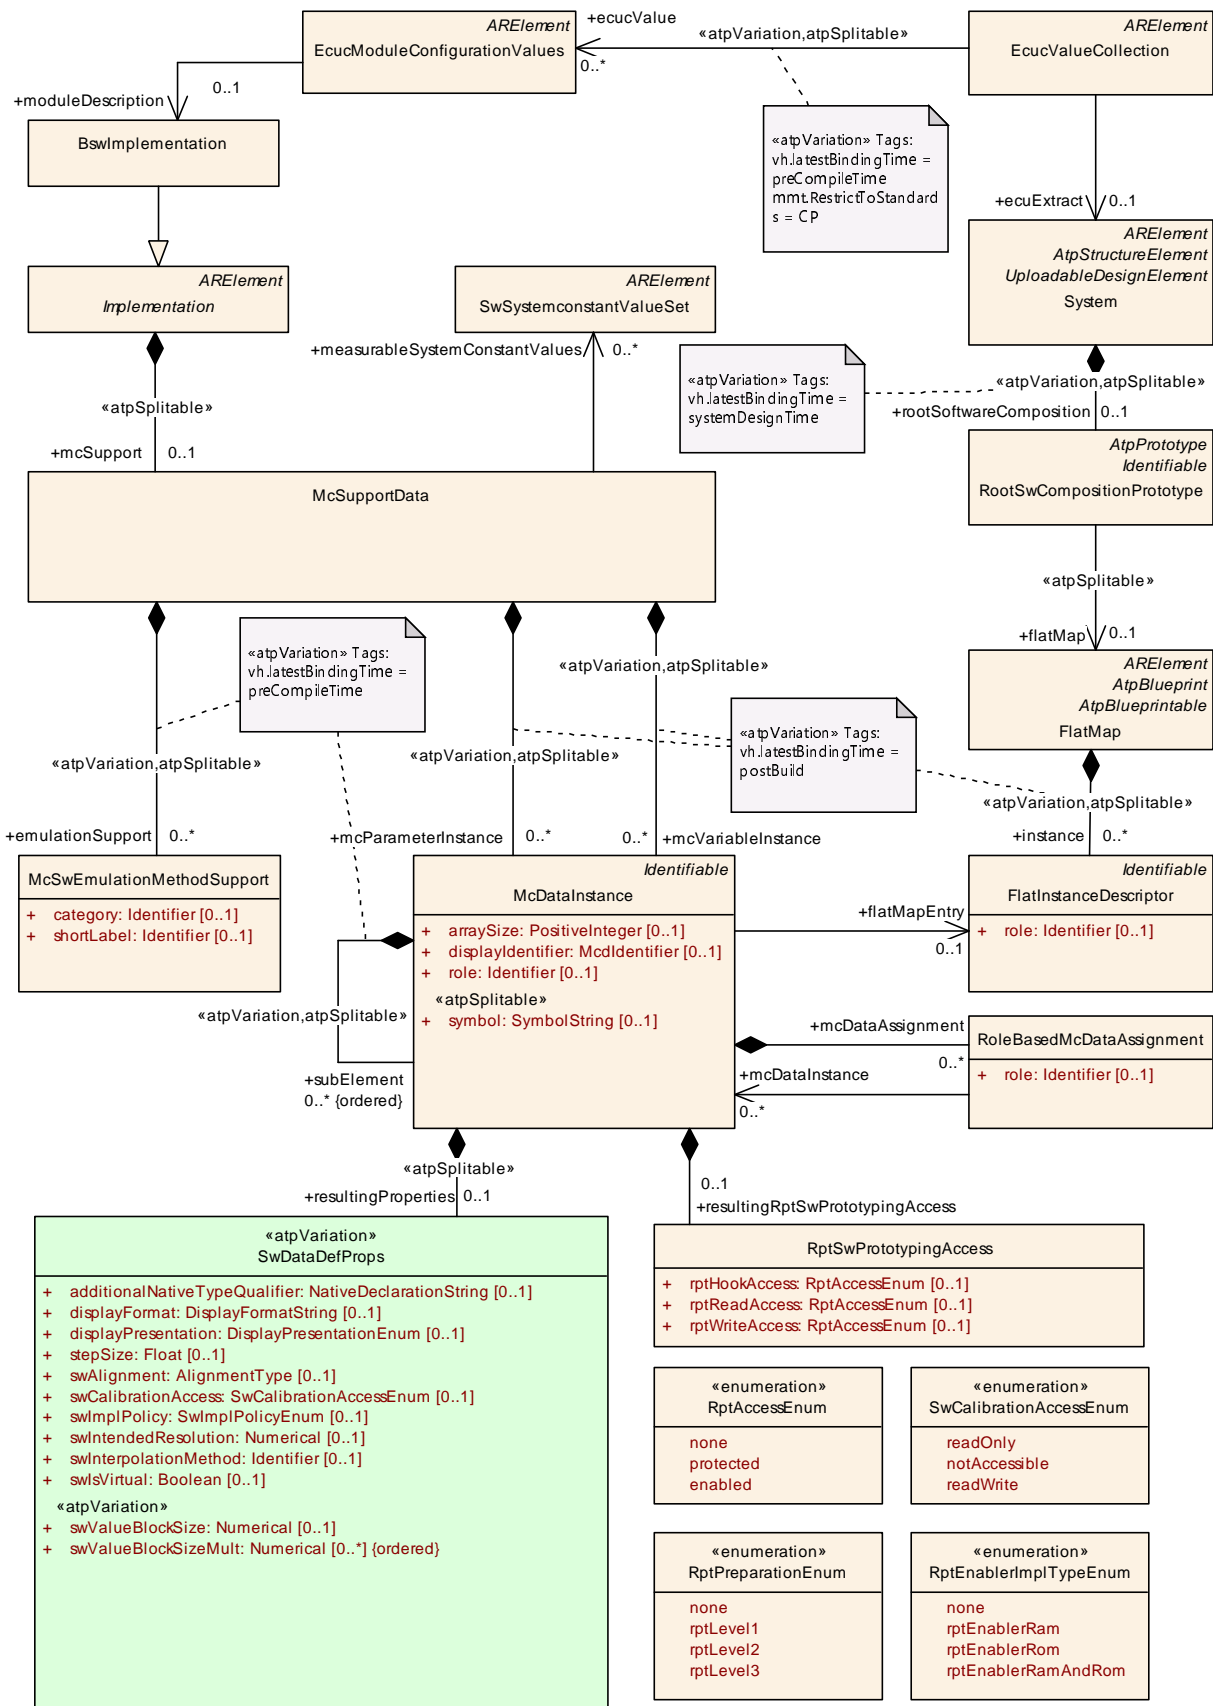 ARElement
EcucModuleConfigurationValues
+ecucValue
0..*
«atpVariation,atpSplitable»
ARElement
EcucValueCollection
0..1
+moduleDescription
BswImplementation
«atpVariation» Tags:
vh.latestBindingTime =
preCompileTime
mmt.RestrictToStandard
s = CP
+ecuExtract
0..1
ARElement
AtpStructureElement
UploadableDesignElement
System
ARElement
Implementation
ARElement
SwSystemconstantValueSet
+measurableSystemConstantValues
0..*
«atpVariation» Tags:
vh.latestBindingTime =
systemDesignTime
«atpVariation,atpSplitable»
+rootSoftwareComposition
0..1
«atpSplitable»
+mcSupport
0..1
AtpPrototype
Identifiable
RootSwCompositionPrototype
McSupportData
«atpSplitable»
+flatMap
0..1
«atpVariation» Tags:
vh.latestBindingTime =
preCompileTime
«atpVariation,atpSplitable»
ARElement
AtpBlueprint
AtpBlueprintable
FlatMap
«atpVariation» Tags:
vh.latestBindingTime =
postBuild
«atpVariation,atpSplitable»
«atpVariation,atpSplitable»
«atpVariation,atpSplitable»
+emulationSupport
0..*
+mcParameterInstance
0..*
0..*
+mcVariableInstance
+instance
0..*
McSwEmulationMethodSupport
+ category: Identifier [0..1]
+ shortLabel: Identifier [0..1]
Identifiable
McDataInstance
+ arraySize: PositiveInteger [0..1]
+ displayIdentifier: McdIdentifier [0..1]
+ role: Identifier [0..1]
«atpSplitable»
+ symbol: SymbolString [0..1]
+flatMapEntry
0..1
Identifiable
FlatInstanceDescriptor
+ role: Identifier [0..1]
«atpVariation,atpSplitable»
+subElement
0..* {ordered}
+mcDataAssignment
0..*
+mcDataInstance
0..*
RoleBasedMcDataAssignment
+ role: Identifier [0..1]
«atpSplitable»
+resultingProperties
0..1
0..1
+resultingRptSwPrototypingAccess
«atpVariation»
SwDataDefProps
+ additionalNativeTypeQualifier: NativeDeclarationString [0..1]
+ displayFormat: DisplayFormatString [0..1]
+ displayPresentation: DisplayPresentationEnum [0..1]
+ stepSize: Float [0..1]
+ swAlignment: AlignmentType [0..1]
+ swCalibrationAccess: SwCalibrationAccessEnum [0..1]
+ swImplPolicy: SwImplPolicyEnum [0..1]
+ swIntendedResolution: Numerical [0..1]
+ swInterpolationMethod: Identifier [0..1]
+ swIsVirtual: Boolean [0..1]
«atpVariation»
+ swValueBlockSize: Numerical [0..1]
+ swValueBlockSizeMult: Numerical [0..*] {ordered}
RptSwPrototypingAccess
+ rptHookAccess: RptAccessEnum [0..1]
+ rptReadAccess: RptAccessEnum [0..1]
+ rptWriteAccess: RptAccessEnum [0..1]
«enumeration»
RptAccessEnum
none
protected
enabled
«enumeration»
SwCalibrationAccessEnum
readOnly
notAccessible
readWrite
«enumeration»
RptPreparationEnum
none
rptLevel1
rptLevel2
rptLevel3
«enumeration»
RptEnablerImplTypeEnum
none
rptEnablerRam
rptEnablerRom
rptEnablerRamAndRom